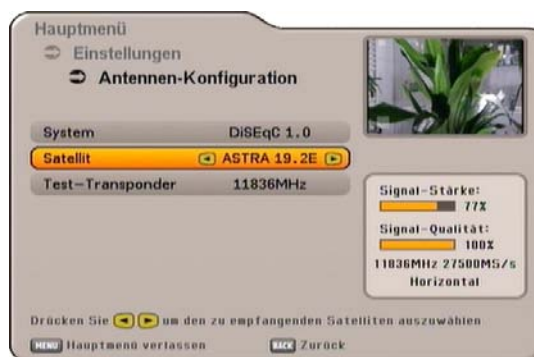 Hauptmenü
Einstellungen
Antennen-Konfiguration
System DiSEqC 1.0
Satellit ASTRA 19.2E
Test-Transponder 11836MHz
Signal-Stärke:
77%
Signal-Qualität:
100%
11836MHz 27500MS/s
Horizontal
Drücken Sie um den zu empfangenden Satelliten auszuwählen
MENU Hauptmenü verlassen BACK Zurück